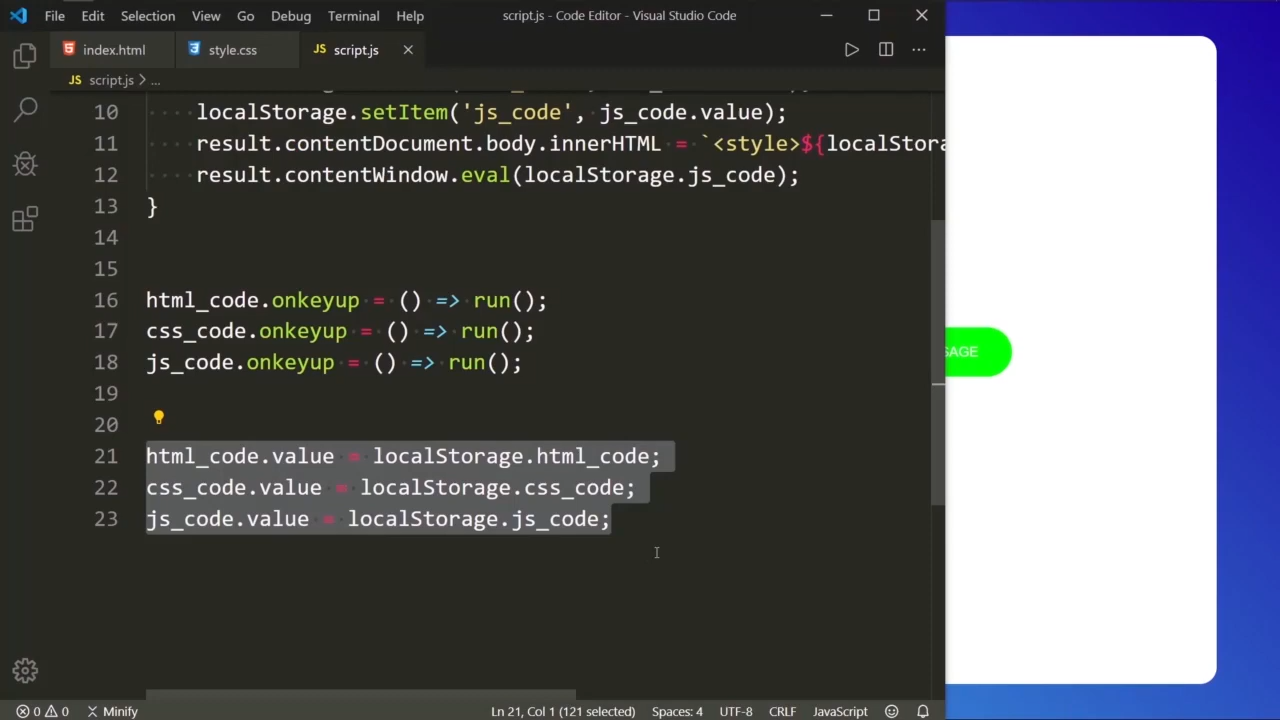 File Edit Selection View Go Debug Terminal Help script.js - Code Editor - Visual Studio Code
index.html style.css JS script.js
JS script.js > ...
10 localStorage.setItem('js_code', js_code.value);
11 result.contentDocument.body.innerHTML = `<style>${localStora
12 result.contentWindow.eval(localStorage.js_code);
13 }
14
15
16 html_code.onkeyup = () => run();
17 css_code.onkeyup = () => run();
18 js_code.onkeyup = () => run();
19
20
21 html_code.value = localStorage.html_code;
22 css_code.value = localStorage.css_code;
23 js_code.value = localStorage.js_code;
SAGE
0 0 Minify Ln 21, Col 1 (121 selected) Spaces: 4 UTF-8 CRLF JavaScript